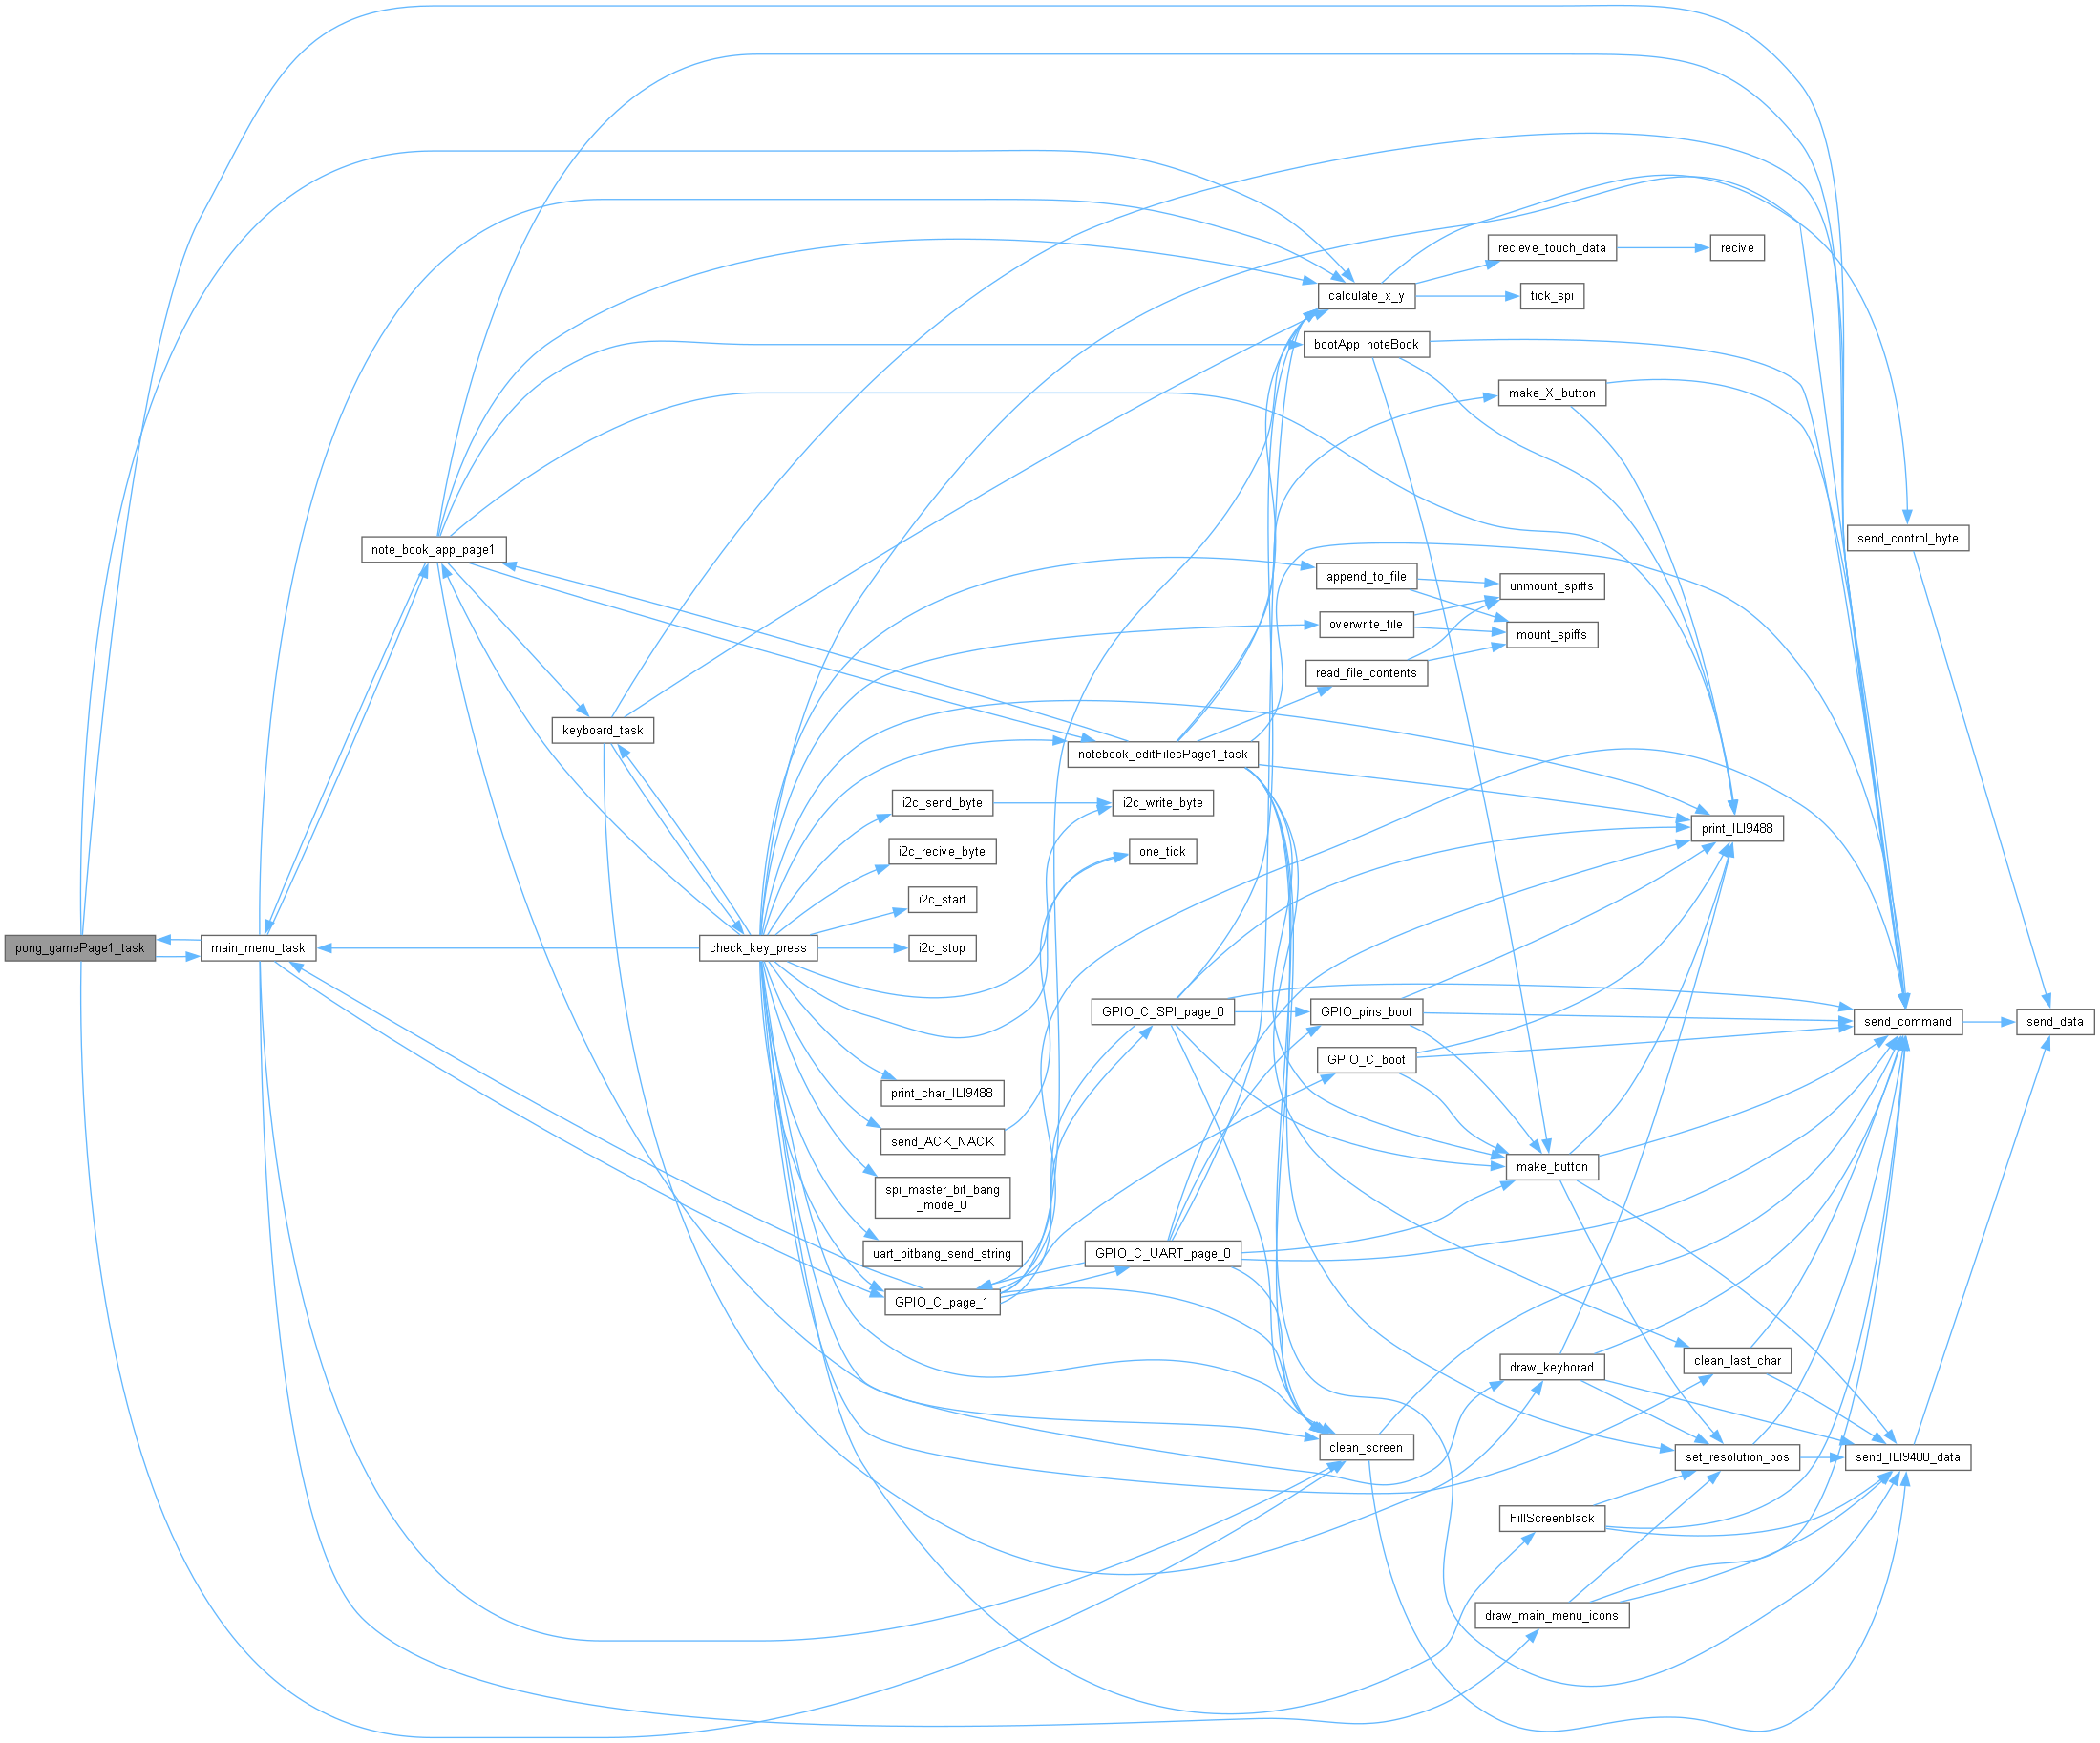 recieve_touch_data
recive
calculate_x_y
tick_spi
bootApp_noteBook
make_X_button
send_control_byte
note_book_app_page1
append_to_file
unmount_spiffs
overwrite_file
mount_spiffs
read_file_contents
keyboard_task
notebook_editFilesPage1_task
i2c_send_byte
i2c_write_byte
print_ILI9488
i2c_recive_byte
one_tick
i2c_start
pong_gamePage1_task
main_menu_task
check_key_press
i2c_stop
GPIO_C_SPI_page_0
GPIO_pins_boot
send_command
send_data
GPIO_C_boot
print_char_ILI9488
send_ACK_NACK
make_button
spi_master_bit_bang
_mode_0
uart_bitbang_send_string
GPIO_C_UART_page_0
GPIO_C_page_1
draw_keyborad
clean_last_char
clean_screen
set_resolution_pos
send_ILI9488_data
FillScreenblack
draw_main_menu_icons